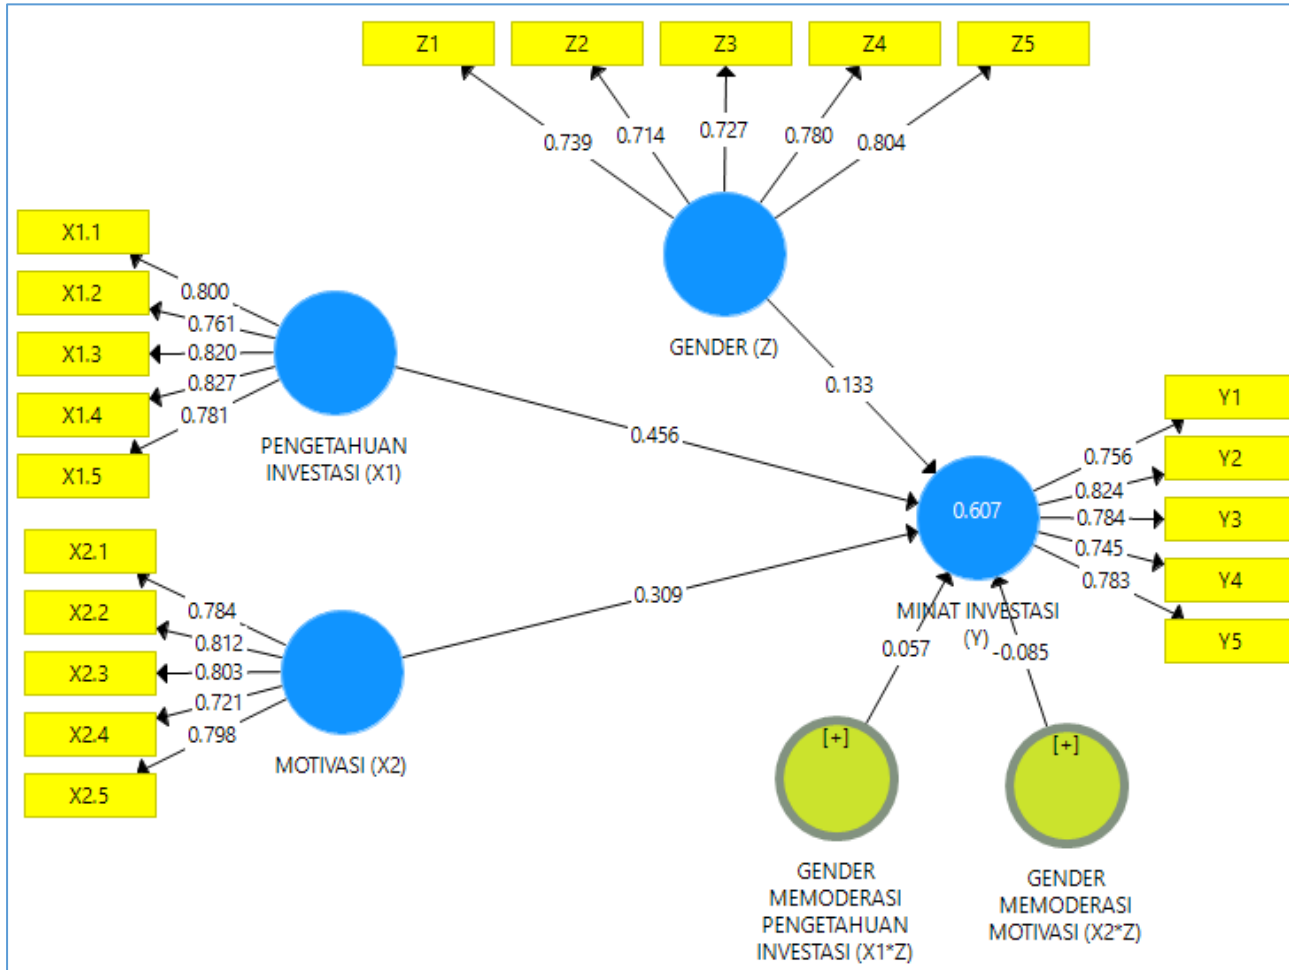 Z1
Z2
Z3
Z4
Z5
0.739
0.714
0.727
0.780
0.804
GENDER (Z)
0.133
X1.1
X1.2
X1.3
X1.4
X1.5
0.800
0.761
0.820
0.827
0.781
PENGETAHUAN
INVESTASI (X1)
0.456
X2.1
X2.2
X2.3
X2.4
X2.5
0.784
0.812
0.803
0.721
0.798
MOTIVASI (X2)
0.309
0.607
MINAT INVESTASI
(Y)
0.756
0.824
0.784
0.745
0.783
Y1
Y2
Y3
Y4
Y5
0.057
-0.085
[+]
GENDER
MEMODERASI
PENGETAHUAN
INVESTASI (X1*Z)
[+]
GENDER
MEMODERASI
MOTIVASI (X2*Z)